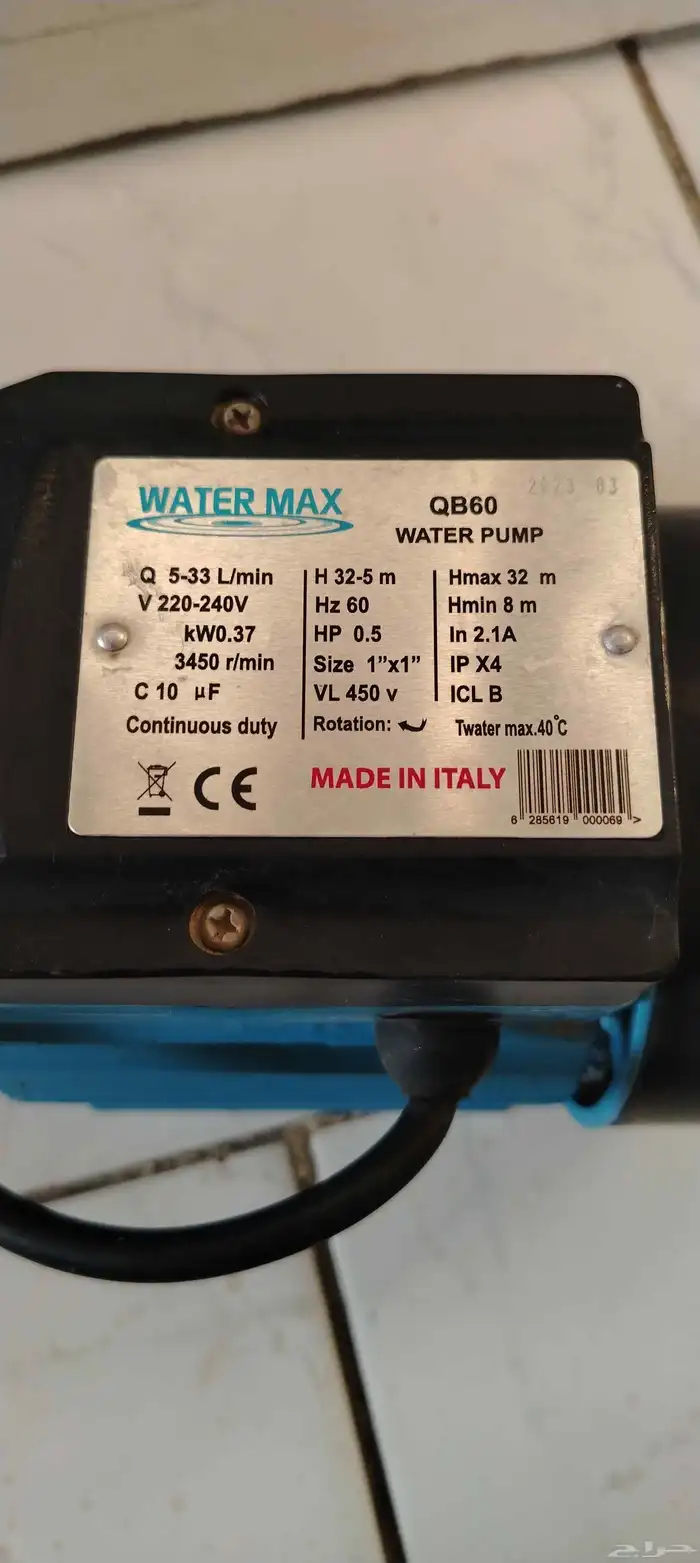 WATER MAX
QB60
2023 03
WATER PUMP
Q 5-33 L/min
V 220-240V
kW0.37
3450 r/min
C 10 µF
Continuous duty
H 32-5 m
Hz 60
HP 0.5
Size 1”x1”
VL 450 v
Rotation:
Hmax 32 m
Hmin 8 m
In 2.1A
IP X4
ICL B
Twater max.40°C
CE
MADE IN ITALY
6 285619 000069 >
حراج